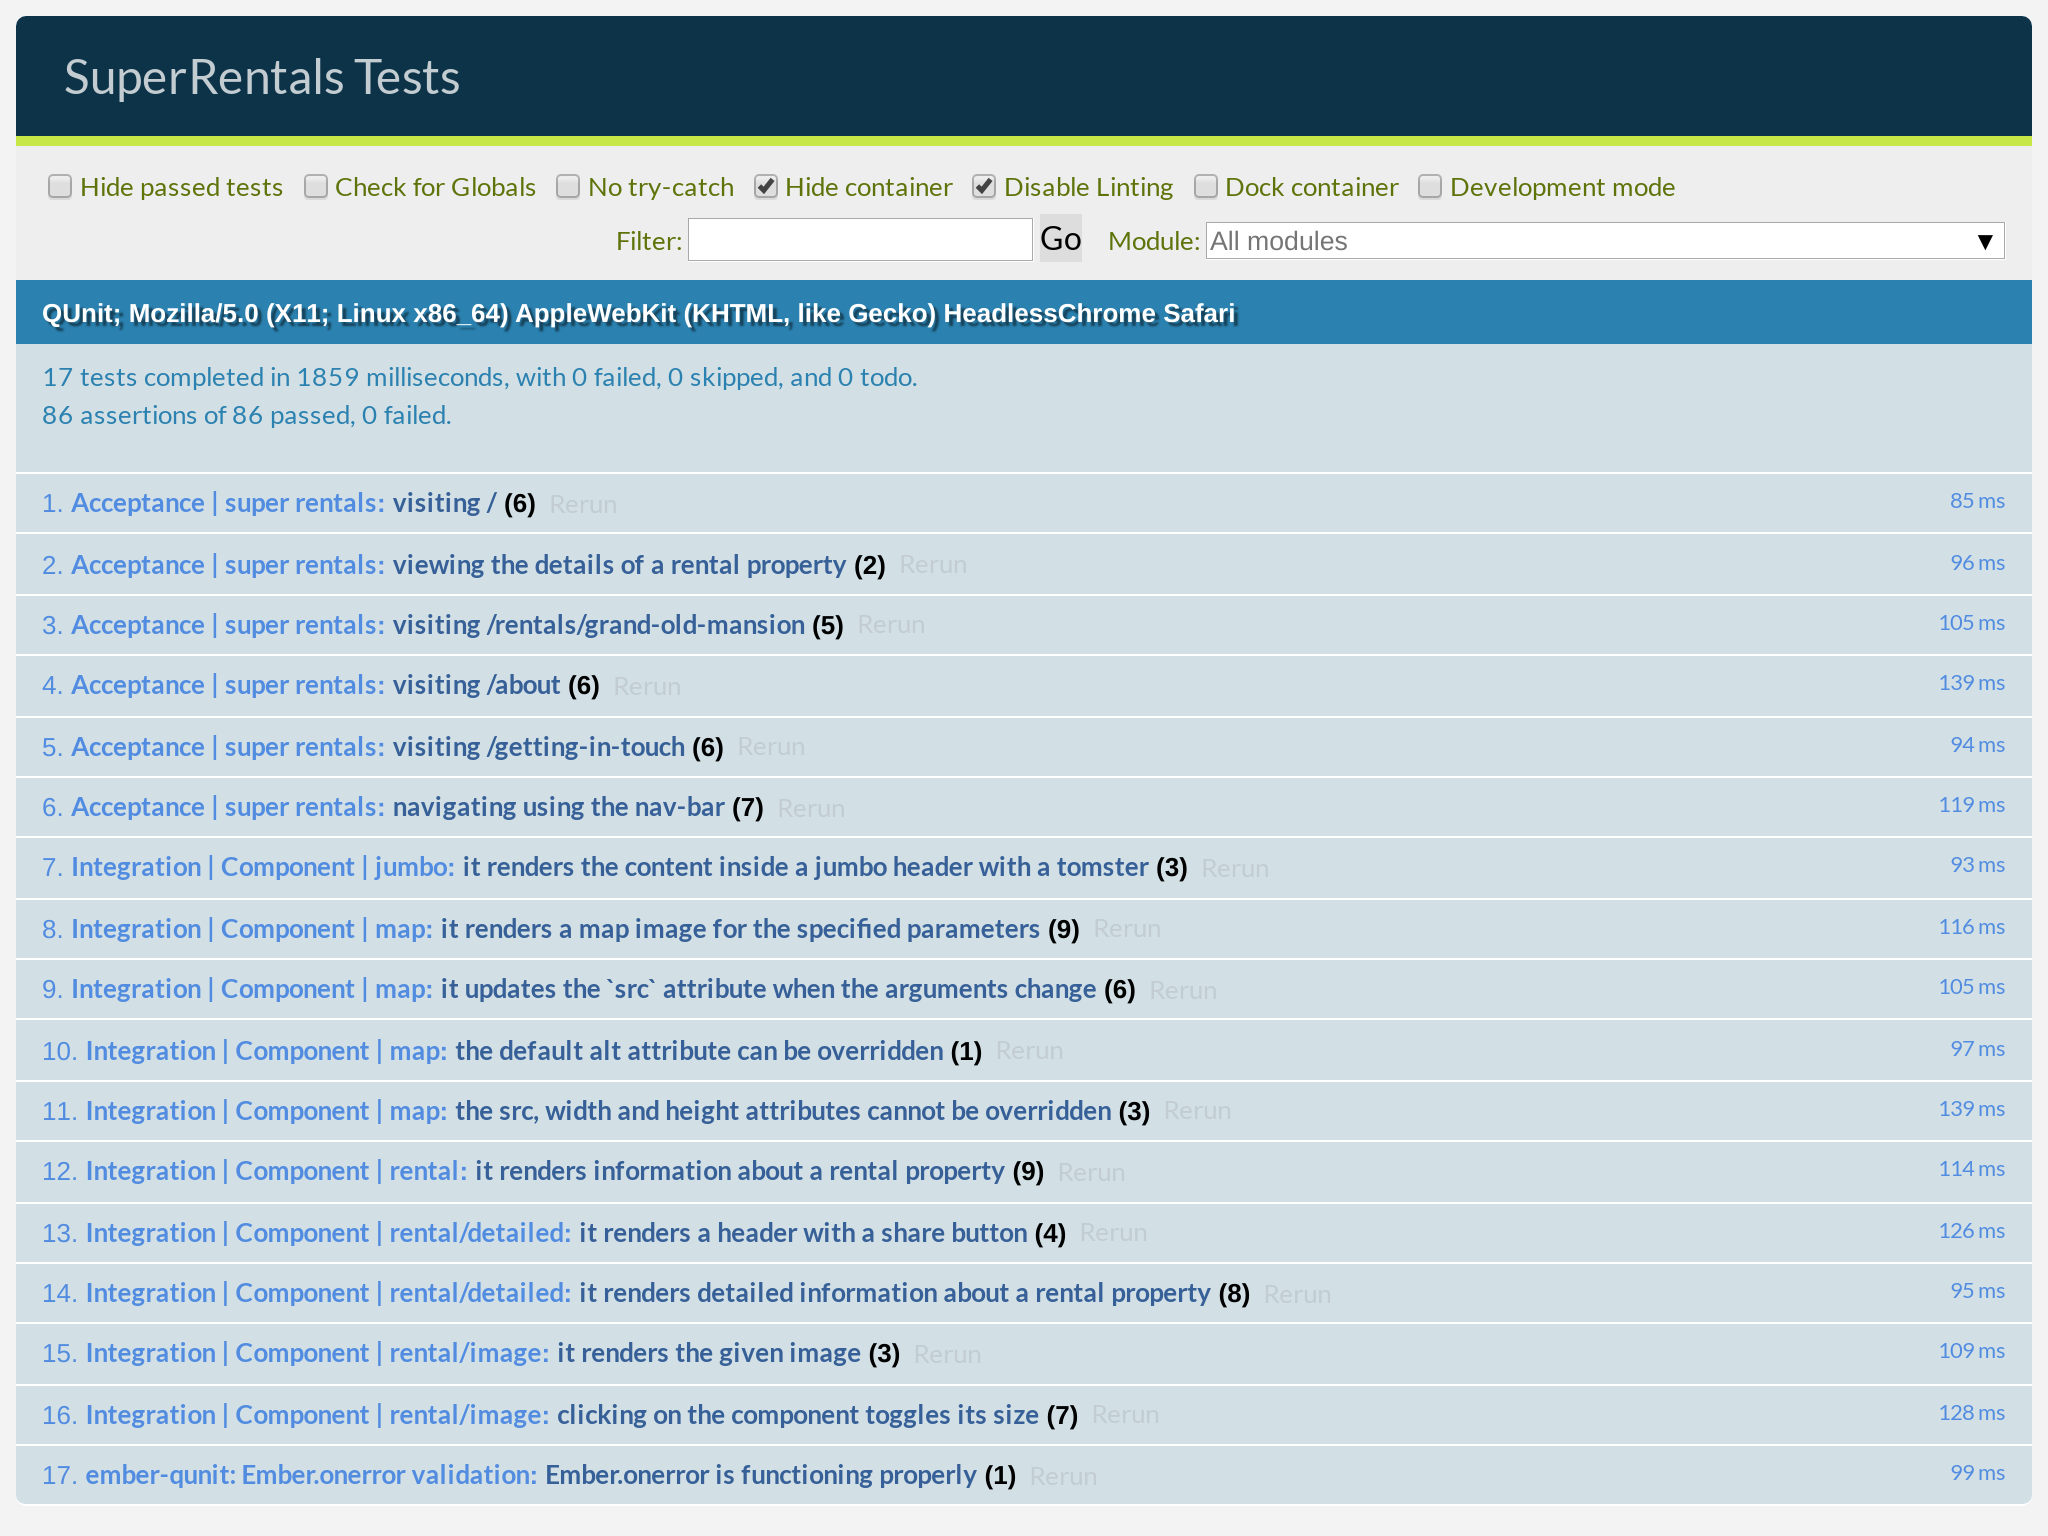 SuperRentals Tests
Hide passed tests Check for Globals No try-catch Hide container Disable Linting Dock container Development mode
Filter: Go Module: All modules ▼
QUnit; Mozilla/5.0 (X11; Linux x86_64) AppleWebKit (KHTML, like Gecko) HeadlessChrome Safari
17 tests completed in 1859 milliseconds, with 0 failed, 0 skipped, and 0 todo.
86 assertions of 86 passed, 0 failed.
1. Acceptance | super rentals: visiting / (6) Rerun 85 ms
2. Acceptance | super rentals: viewing the details of a rental property (2) Rerun 96 ms
3. Acceptance | super rentals: visiting /rentals/grand-old-mansion (5) Rerun 105 ms
4. Acceptance | super rentals: visiting /about (6) Rerun 139 ms
5. Acceptance | super rentals: visiting /getting-in-touch (6) Rerun 94 ms
6. Acceptance | super rentals: navigating using the nav-bar (7) Rerun 119 ms
7. Integration | Component | jumbo: it renders the content inside a jumbo header with a tomster (3) Rerun 93 ms
8. Integration | Component | map: it renders a map image for the specified parameters (9) Rerun 116 ms
9. Integration | Component | map: it updates the `src` attribute when the arguments change (6) Rerun 105 ms
10. Integration | Component | map: the default alt attribute can be overridden (1) Rerun 97 ms
11. Integration | Component | map: the src, width and height attributes cannot be overridden (3) Rerun 139 ms
12. Integration | Component | rental: it renders information about a rental property (9) Rerun 114 ms
13. Integration | Component | rental/detailed: it renders a header with a share button (4) Rerun 126 ms
14. Integration | Component | rental/detailed: it renders detailed information about a rental property (8) Rerun 95 ms
15. Integration | Component | rental/image: it renders the given image (3) Rerun 109 ms
16. Integration | Component | rental/image: clicking on the component toggles its size (7) Rerun 128 ms
17. ember-qunit: Ember.onerror validation: Ember.onerror is functioning properly (1) Rerun 99 ms